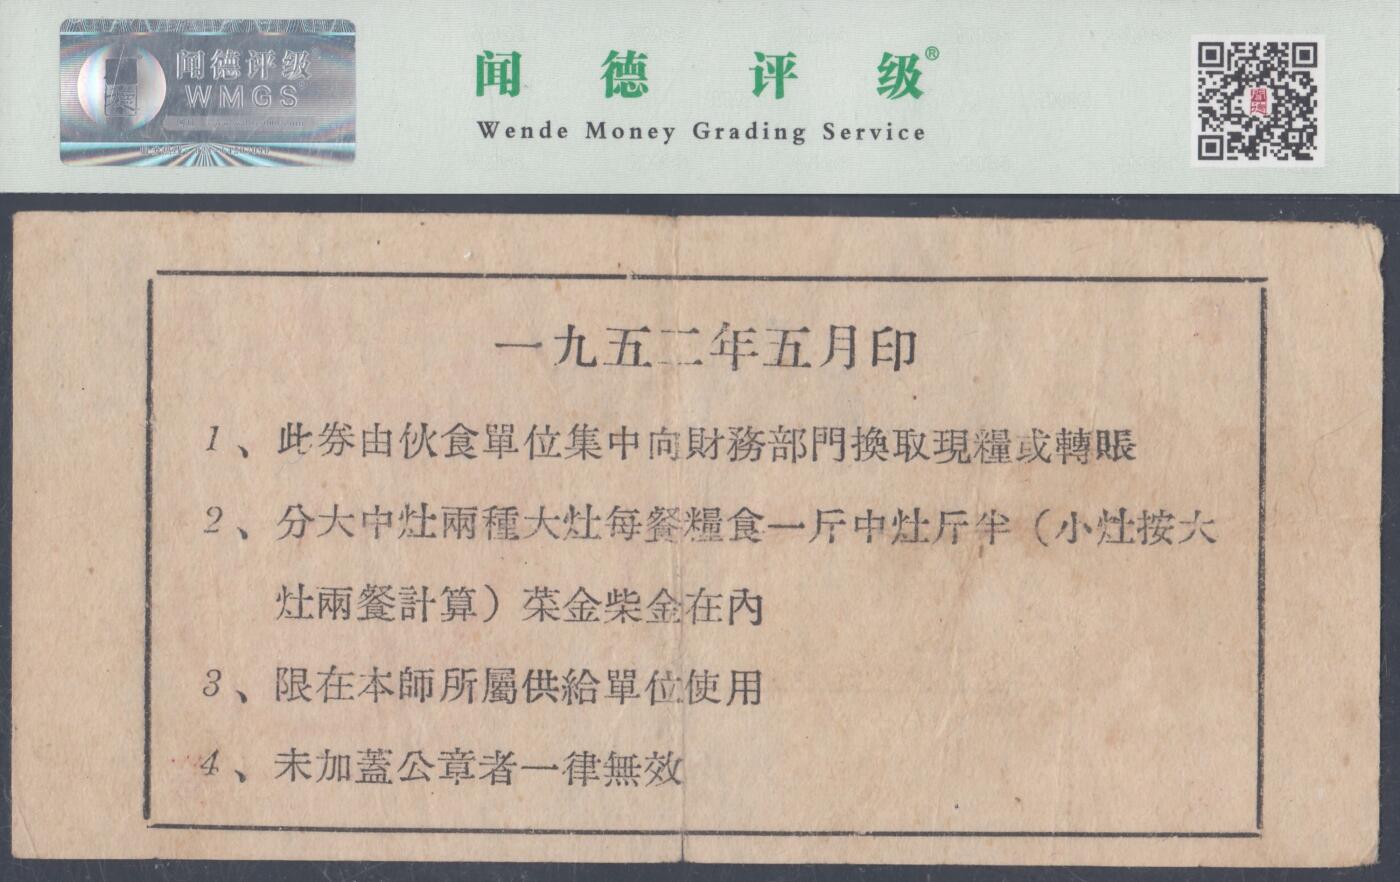 闻德评级
WMGS
闻德评级®
Wende Money Grading Service
一九五二年五月印
1、此券由伙食單位集中向財務部門換取現糧或轉賬
2、分大中灶兩種大灶每餐糧食一斤中灶斤半（小灶按大
灶兩餐計算）菜金柴金在內
3、限在本師所屬供給單位使用
4、未加蓋公章者一律無效